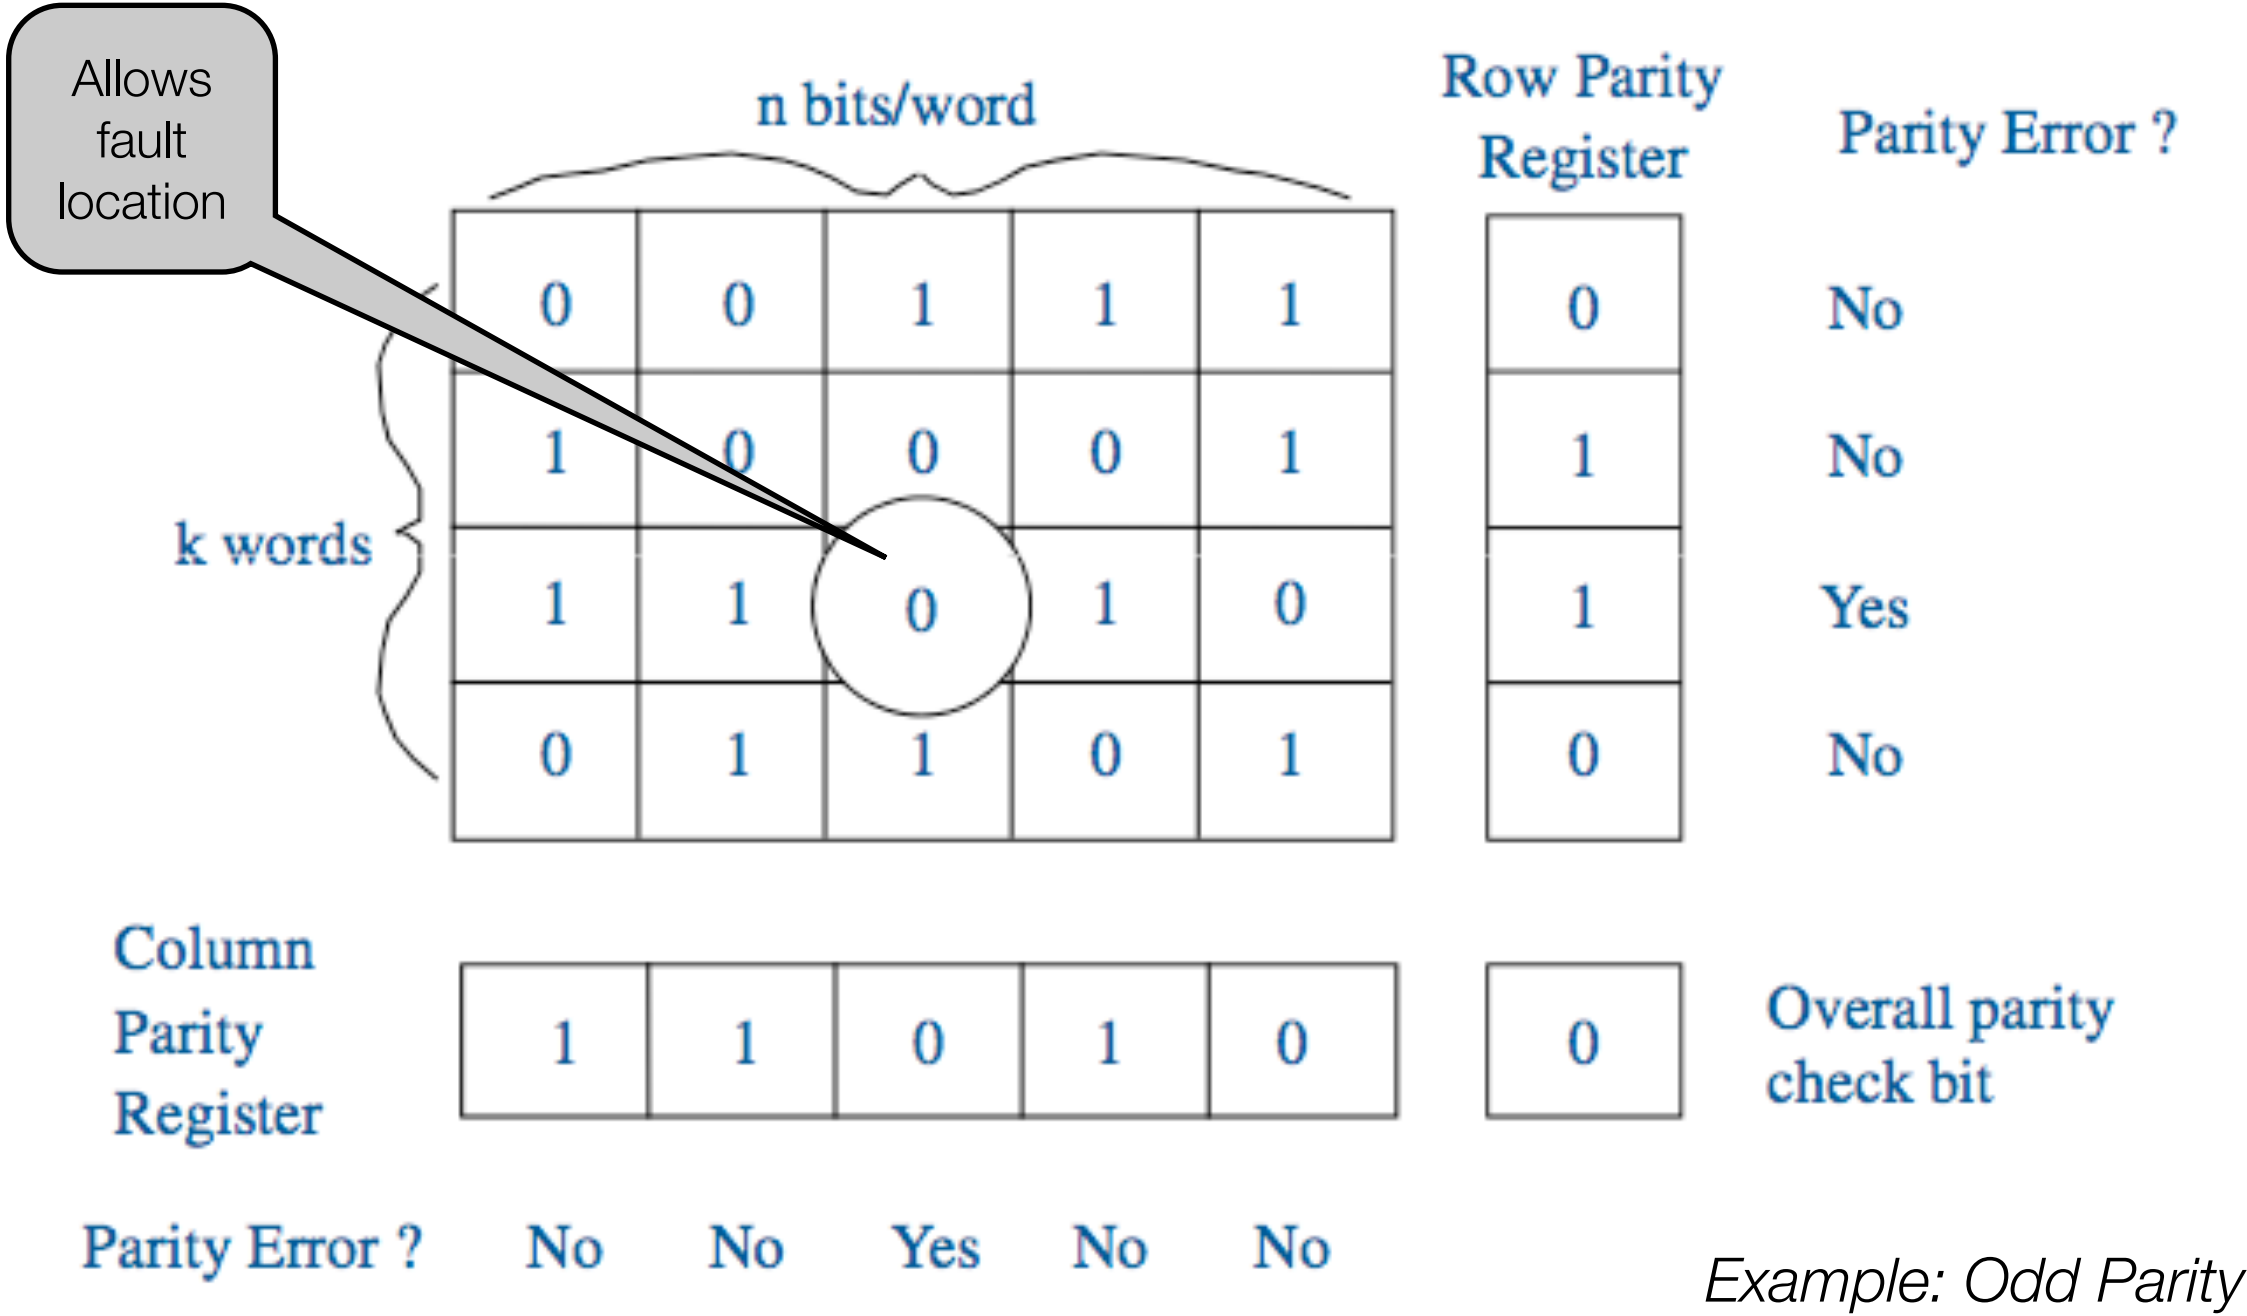 Allows
fault
location
n bits/word
Row Parity
Register
Parity Error ?
0 0 1 1 1 0 No
1 0 0 0 1 1 No
k words
1 1 0 1 0 1 Yes
0 1 1 0 1 0 No
Column
Parity
Register
1 1 0 1 0 0
Overall parity
check bit
Parity Error ? No No Yes No No
Example: Odd Parity